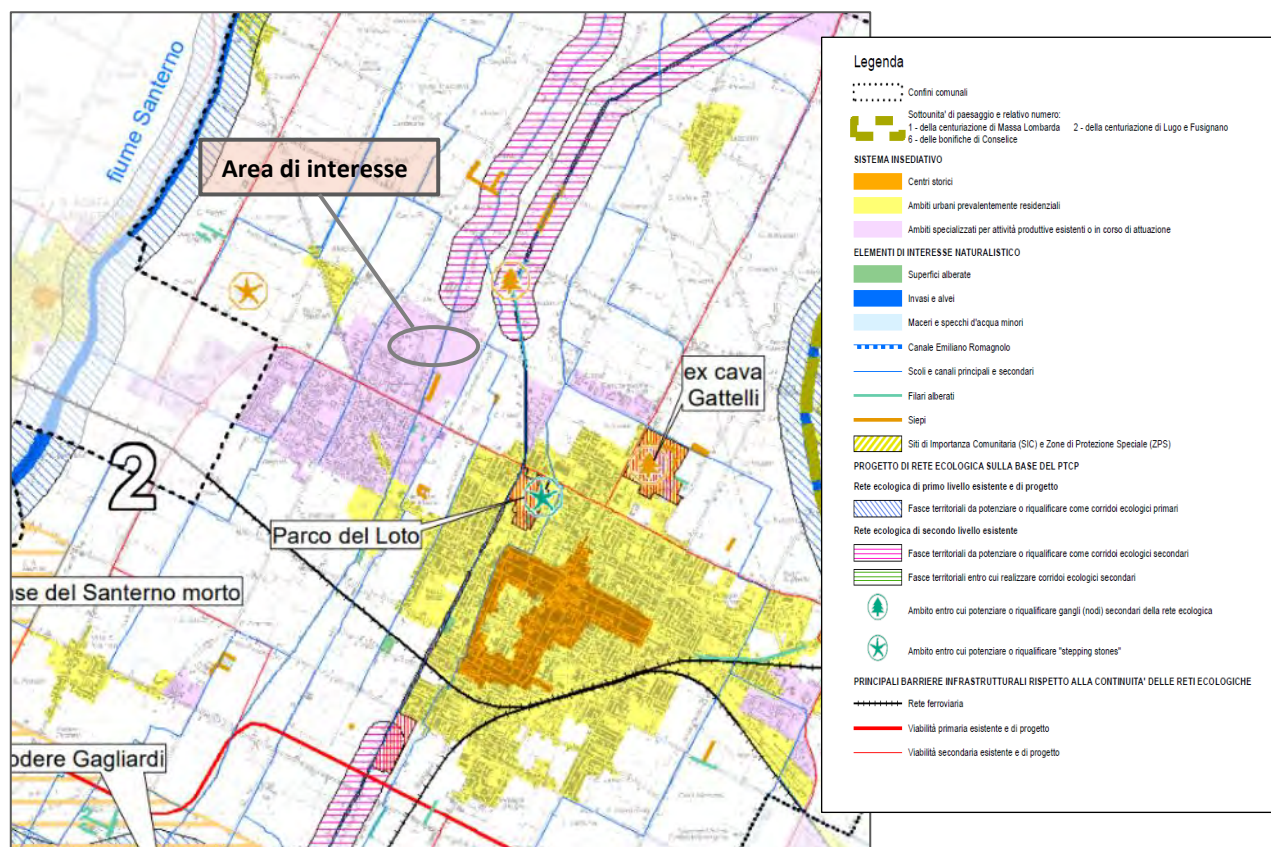 fiume Santerno
Area di interesse
ex cava
Gattelli
2
Parco del Loto
nse del Santerno morto
odere Gagliardi
Legenda
Confini comunali
Sottounita' di paesaggio e relativo numero:
1 - della centuriazione di Massa Lombarda 2 - della centuriazione di Lugo e Fusignano
6 - delle bonifiche di Conselice
SISTEMA INSEDIATIVO
Centri storici
Ambiti urbani prevalentemente residenziali
Ambiti specializzati per attività produttive esistenti o in corso di attuazione
ELEMENTI DI INTERESSE NATURALISTICO
Superfici alberate
Invasi e alvei
Maceri e specchi d'acqua minori
Canale Emiliano Romagnolo
Scoli e canali principali e secondari
Filari alberati
Siepi
Siti di Importanza Comunitaria (SIC) e Zone di Protezione Speciale (ZPS)
PROGETTO DI RETE ECOLOGICA SULLA BASE DEL PTCP
Rete ecologica di primo livello esistente e di progetto
Fasce territoriali da potenziare o riqualificare come corridoi ecologici primari
Rete ecologica di secondo livello esistente
Fasce territoriali da potenziare o riqualificare come corridoi ecologici secondari
Fasce territoriali entro cui realizzare corridoi ecologici secondari
Ambito entro cui potenziare o riqualificare gangli (nodi) secondari della rete ecologica
Ambito entro cui potenziare o riqualificare "stepping stones"
PRINCIPALI BARRIERE INFRASTRUTTURALI RISPETTO ALLA CONTINUITA' DELLE RETI ECOLOGICHE
Rete ferroviaria
Viabilità primaria esistente e di progetto
Viabilità secondaria esistente e di progetto